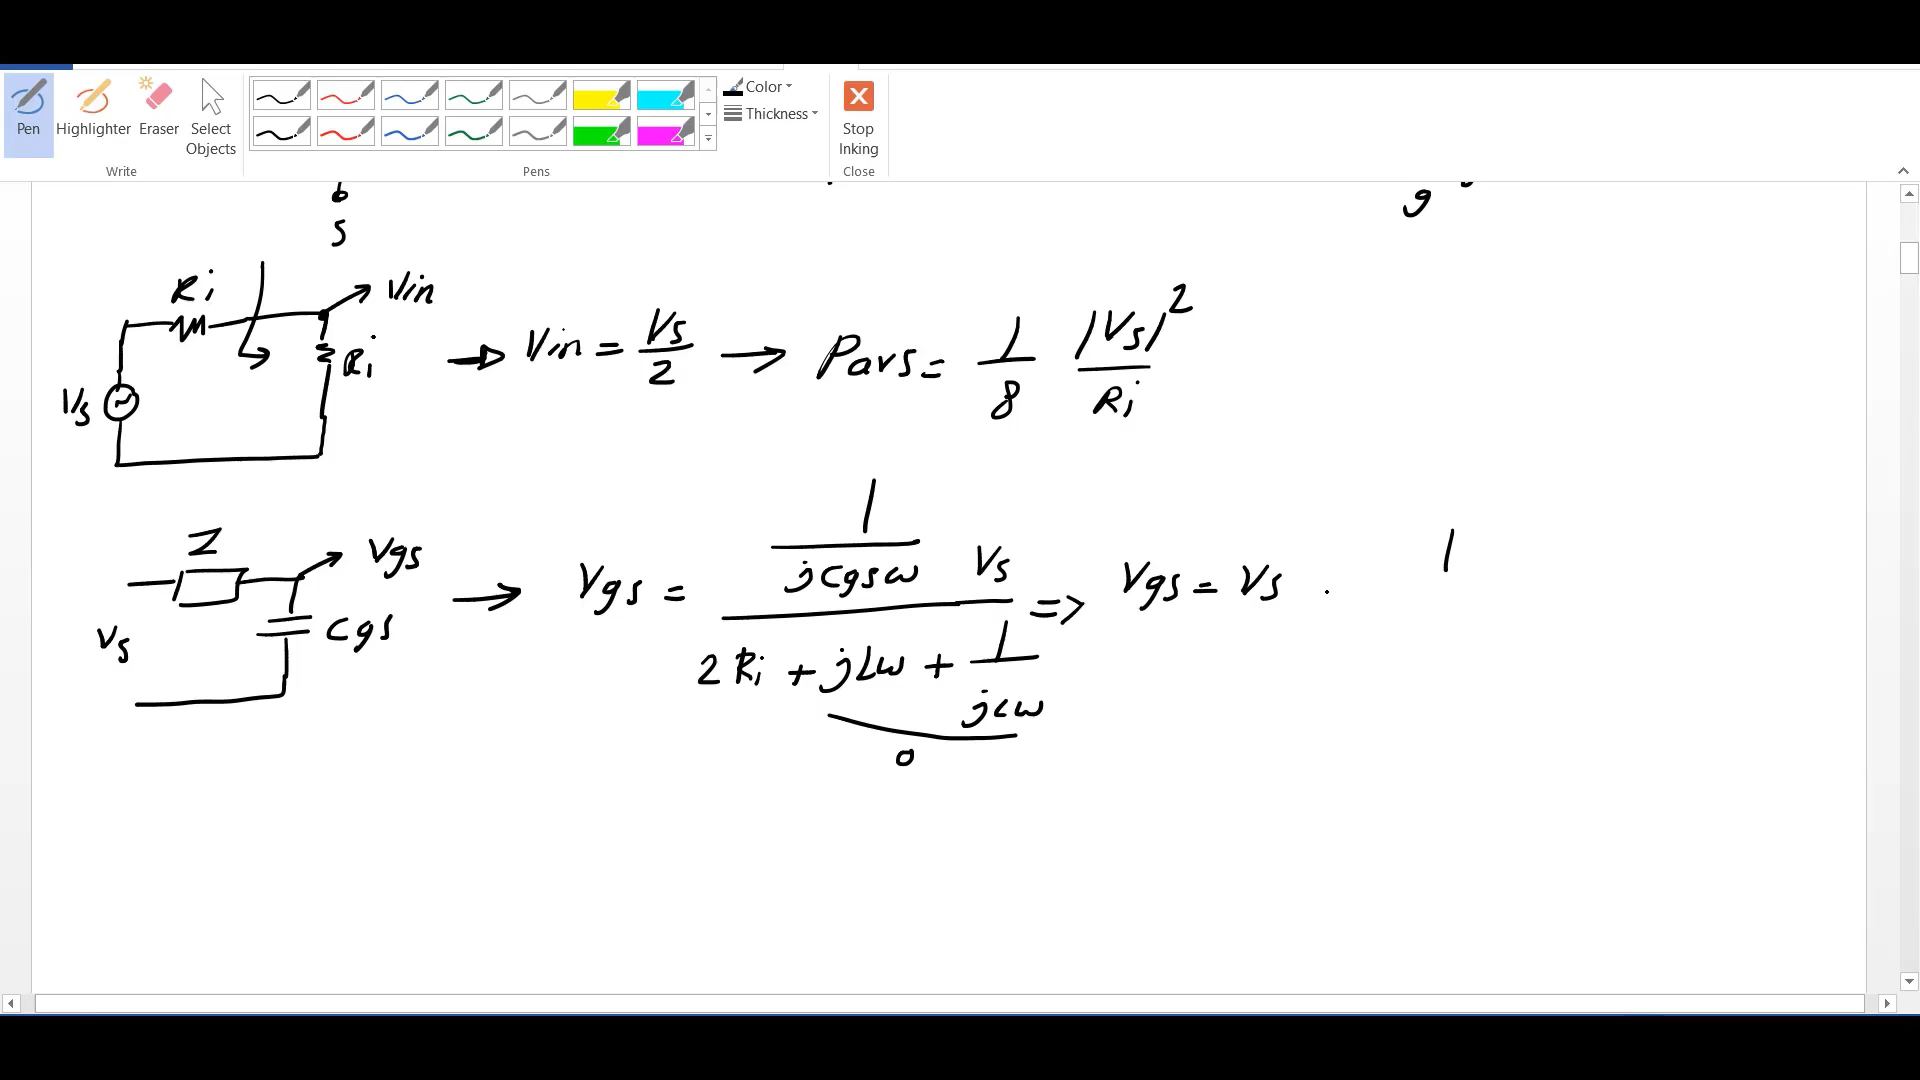 Pen
Highlighter
Eraser
Select Objects
Write
Pens
Color
Thickness
Stop Inking
Close
b
s
g
Ri
Vin
Vs
Ri
→ Vin = Vs/2 → Pavs = 1/8 |Vs|²/Ri
Z
Vgs
Vs
Cgs
→ Vgs = (1/(jCgsω) Vs)/(2Ri + jLω + 1/(jCω)) => Vgs = Vs . 1
0